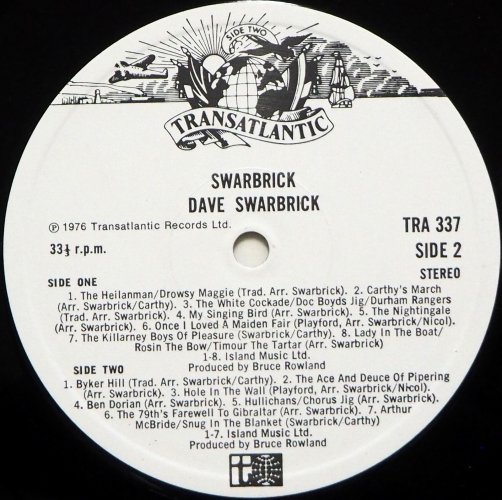 SIDE TWO
TRANSATLANTIC
SWARBRICK
DAVE SWARBRICK
℗ 1976 Transatlantic Records Ltd.
TRA 337
33⅓ r.p.m.
SIDE 2
STEREO
SIDE ONE
1. The Heilanman/Drowsy Maggie (Trad. Arr. Swarbrick). 2. Carthy's March
(Arr. Swarbrick/Carthy). 3. The White Cockade/Doc Boyds Jig/Durham Rangers
(Trad. Arr. Swarbrick). 4. My Singing Bird (Arr. Swarbrick). 5. The Nightingale
(Arr. Swarbrick). 6. Once I Loved A Maiden Fair (Playford, Arr. Swarbrick/Nicol).
7. The Killarney Boys Of Pleasure (Swarbrick/Carthy). 8. Lady In The Boat/
Rosin The Bow/Timour The Tartar (Arr. Swarbrick)
1-8. Island Music Ltd.
Produced by Bruce Rowland
SIDE TWO
1. Byker Hill (Trad. Arr. Swarbrick/Carthy). 2. The Ace and Deuce Of Pipering
(Arr. Swarbrick/Carthy). 3. Hole In The Wall (Playford, Arr. Swarbrick/Nicol).
4. Ben Dorian (Arr. Swarbrick). 5. Hullichans/Chorus Jig (Arr. Swarbrick).
6. The 79th's Farewell To Gibraltar (Arr. Swarbrick). 7. Arthur
McBride/Snug In The Blanket (Swarbrick/Carthy)
1-7. Island Music Ltd.
Produced by Bruce Rowland
t